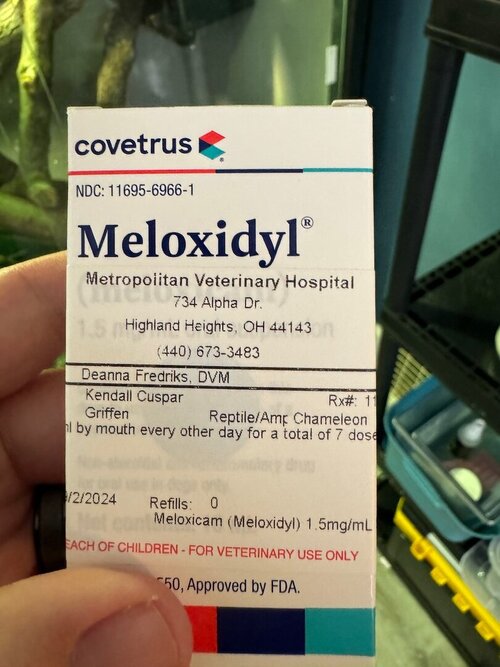 covetrus
NDC: 11695-6966-1
Meloxidyl®
Metropolitan Veterinary Hospital
734 Alpha Dr.
Highland Heights, OH 44143
(440) 673-3483
Deanna Fredriks, DVM
Kendall Cuspar Rx#: 11
Griffen Reptile/Amp Chameleon
by mouth every other day for a total of 7 dose
/2/2024 Refills: 0
Meloxicam (Meloxidyl) 1.5mg/mL
EACH OF CHILDREN - FOR VETERINARY USE ONLY
550, Approved by FDA.